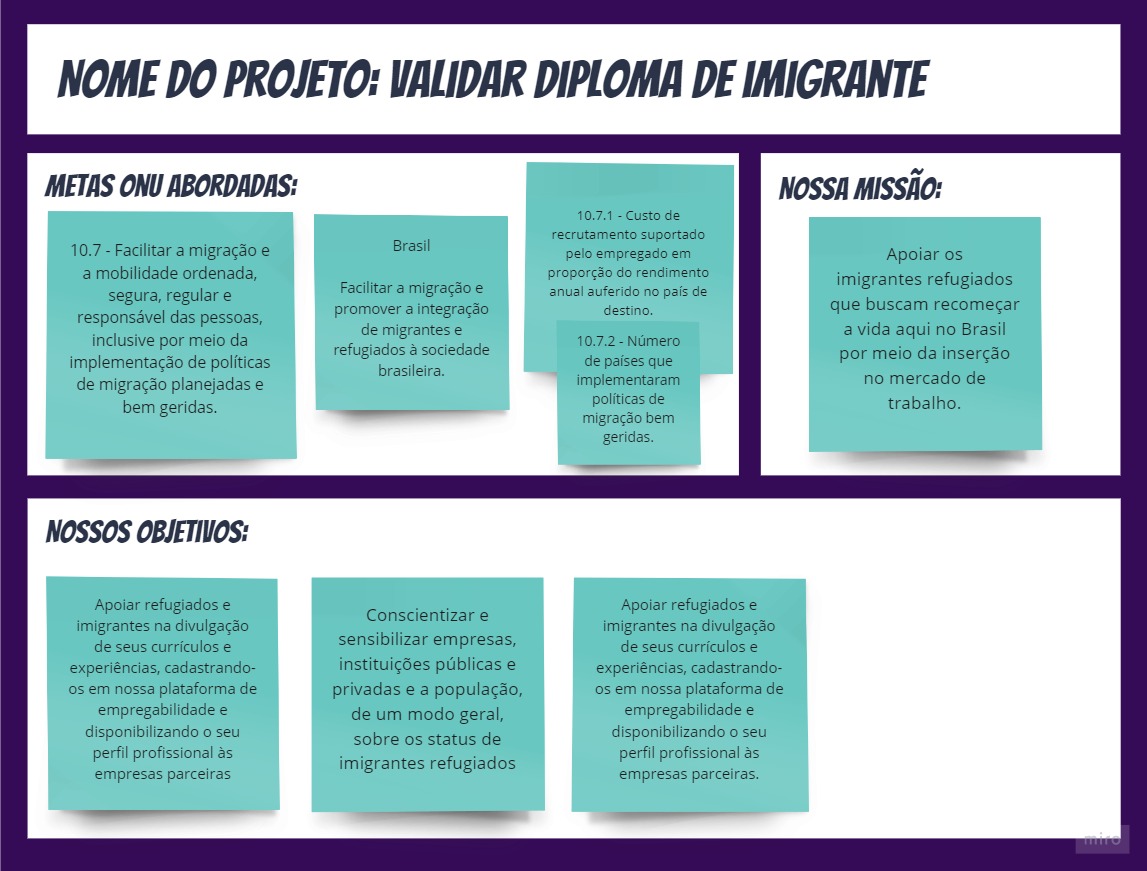 NOME DO PROJETO: VALIDAR DIPLOMA DE IMIGRANTE
METAS ONU ABORDADAS:
10.7 - Facilitar a migração e
a mobilidade ordenada,
segura, regular e
responsável das pessoas,
inclusive por meio da
implementação de políticas
de migração planejadas e
bem geridas.
Brasil
Facilitar a migração e
promover a integração
de migrantes e
refugiados à sociedade
brasileira.
10.7.1 - Custo de
recrutamento suportado
pelo empregado em
proporção do rendimento
anual auferido no país de
destino.
10.7.2 - Número
de países que
implementaram
políticas de
migração bem
geridas.
NOSSA MISSÃO:
Apoiar os
imigrantes refugiados
que buscam recomeçar
a vida aqui no Brasil
por meio da inserção
no mercado de
trabalho.
NOSSOS OBJETIVOS:
Apoiar refugiados e
imigrantes na divulgação
de seus currículos e
experiências, cadastrando-
os em nossa plataforma de
empregabilidade e
disponibilizando o seu
perfil profissional às
empresas parceiras
Conscientizar e
sensibilizar empresas,
instituições públicas e
privadas e a população,
de um modo geral,
sobre os status de
imigrantes refugiados
Apoiar refugiados e
imigrantes na divulgação
de seus currículos e
experiências, cadastrando-
os em nossa plataforma de
empregabilidade e
disponibilizando o seu
perfil profissional às
empresas parceiras.
miro